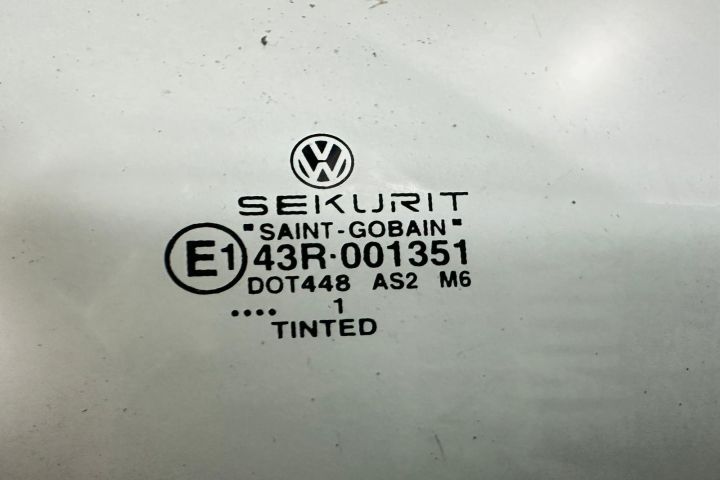 SEKURIT
"SAINT-GOBAIN"
E1 43R·001351
DOT448 AS2 M6
.... 1
TINTED